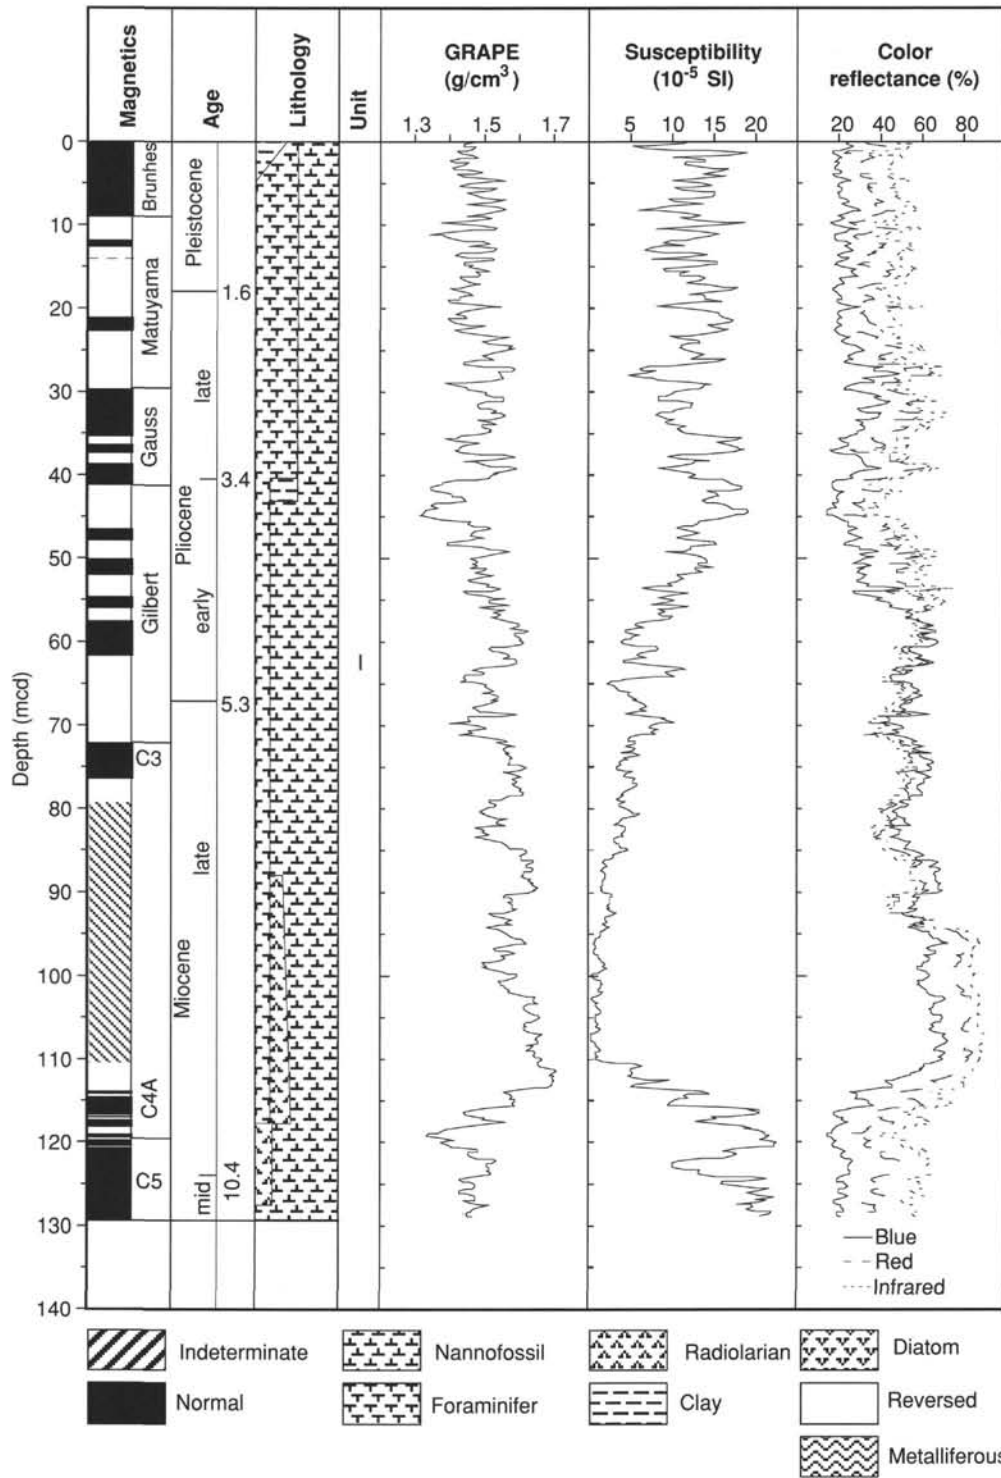 Magnetics
Age
Lithology
Unit
GRAPE
(g/cm³)
1.3 1.5 1.7
Susceptibility
(10⁻⁵ SI)
5 10 15 20
Color
reflectance (%)
20 40 60 80
Depth (mcd)
0
10
20
30
40
50
60
70
80
90
100
110
120
130
140
Brunhes
Matuyama
Gauss
Gilbert
C3
C4A
C5
Pleistocene
1.6
late
3.4
Pliocene
early
5.3
late
Miocene
10.4
mid
I
Blue
Red
Infrared
Indeterminate
Nannofossil
Radiolarian
Diatom
Normal
Foraminifer
Clay
Reversed
Metalliferous